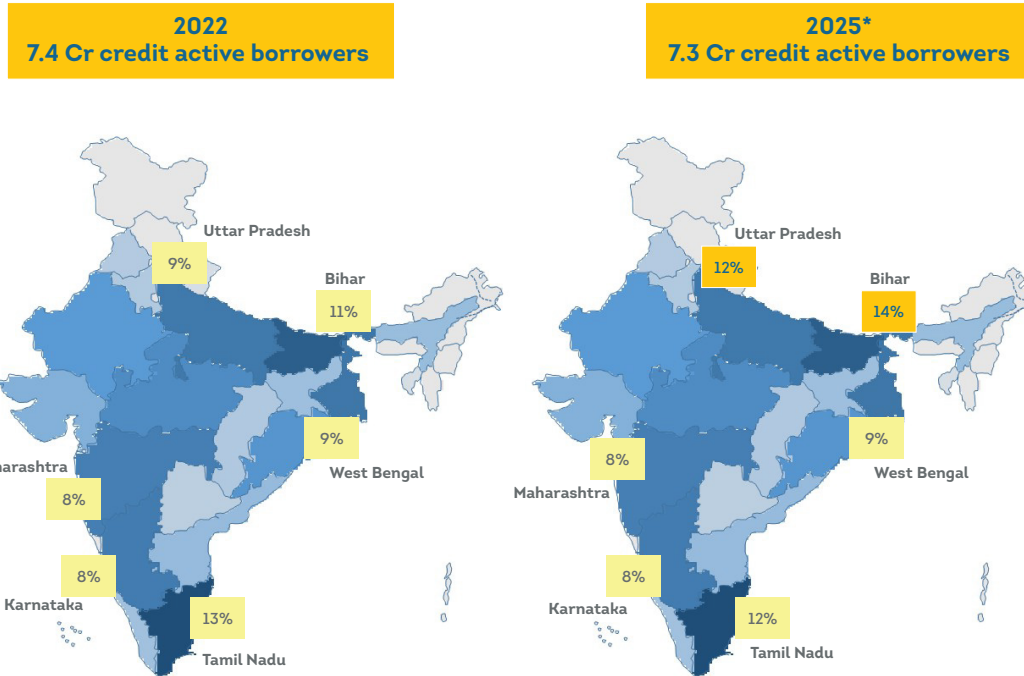 2022
7.4 Cr credit active borrowers
Uttar Pradesh
9%
Bihar
11%
9%
West Bengal
arashtra
8%
8%
Karnataka
13%
Tamil Nadu
2025*
7.3 Cr credit active borrowers
Uttar Pradesh
12%
Bihar
14%
9%
West Bengal
8%
Maharashtra
8%
Karnataka
12%
Tamil Nadu